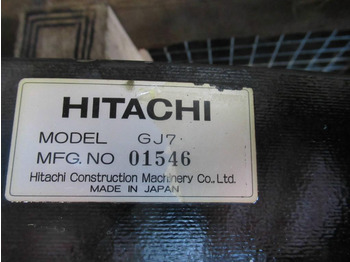 HITACHI
MODEL GJ7
MFG. NO 01546
Hitachi Construction Machinery Co., Ltd.
MADE IN JAPAN